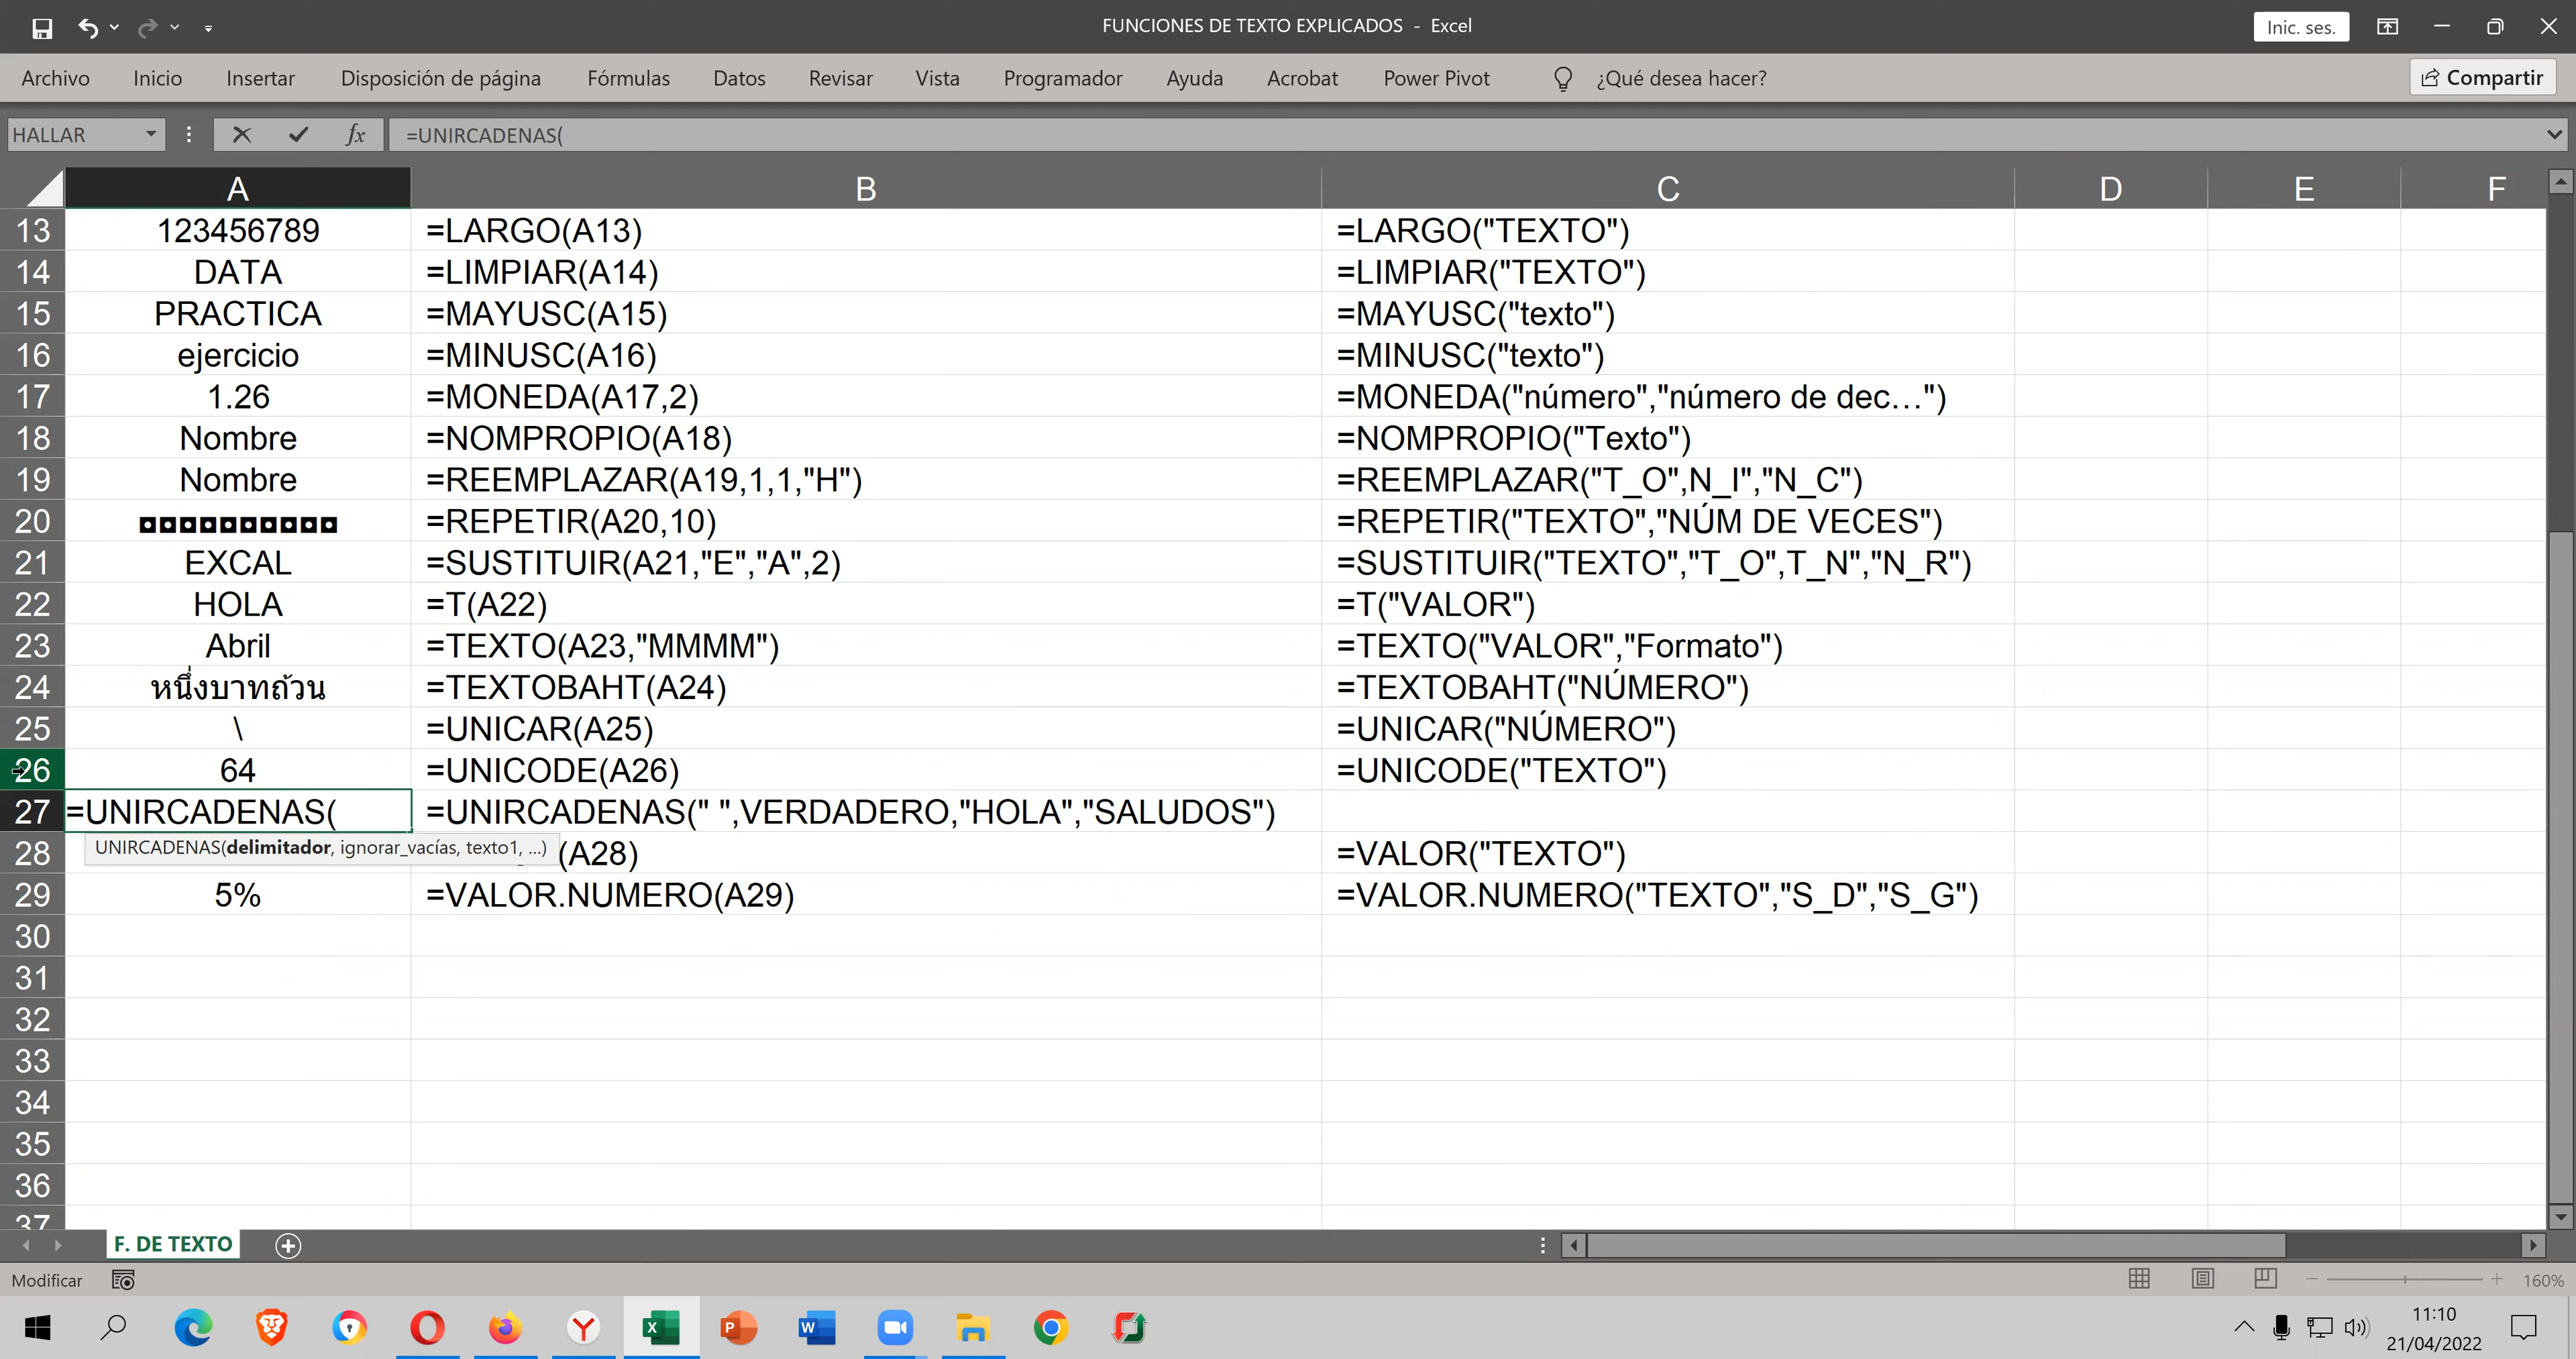 FUNCIONES DE TEXTO EXPLICADOS - Excel
Inic. ses.
Archivo Inicio Insertar Disposición de página Fórmulas Datos Revisar Vista Programador Ayuda Acrobat Power Pivot ¿Qué desea hacer? Compartir
HALLAR fx =UNIRCADENAS(
A B C D E F
13 123456789 =LARGO(A13) =LARGO("TEXTO")
14 DATA =LIMPIAR(A14) =LIMPIAR("TEXTO")
15 PRACTICA =MAYUSC(A15) =MAYUSC("texto")
16 ejercicio =MINUSC(A16) =MINUSC("texto")
17 1.26 =MONEDA(A17,2) =MONEDA("número","número de dec…")
18 Nombre =NOMPROPIO(A18) =NOMPROPIO("Texto")
19 Nombre =REEMPLAZAR(A19,1,1,"H") =REEMPLAZAR("T_O",N_I","N_C")
20 ◘◘◘◘◘◘◘◘◘◘ =REPETIR(A20,10) =REPETIR("TEXTO","NÚM DE VECES")
21 EXCAL =SUSTITUIR(A21,"E","A",2) =SUSTITUIR("TEXTO","T_O",T_N","N_R")
22 HOLA =T(A22) =T("VALOR")
23 Abril =TEXTO(A23,"MMMM") =TEXTO("VALOR","Formato")
24 หนึ่งบาทถ้วน =TEXTOBAHT(A24) =TEXTOBAHT("NÚMERO")
25 \ =UNICAR(A25) =UNICAR("NÚMERO")
26 64 =UNICODE(A26) =UNICODE("TEXTO")
27 =UNIRCADENAS( =UNIRCADENAS(" ",VERDADERO,"HOLA","SALUDOS")
UNIRCADENAS(delimitador, ignorar_vacías, texto1, ...)
28 (A28) =VALOR("TEXTO")
29 5% =VALOR.NUMERO(A29) =VALOR.NUMERO("TEXTO","S_D","S_G")
30
31
32
33
34
35
36
37
F. DE TEXTO
Modificar 160%
11:10
21/04/2022